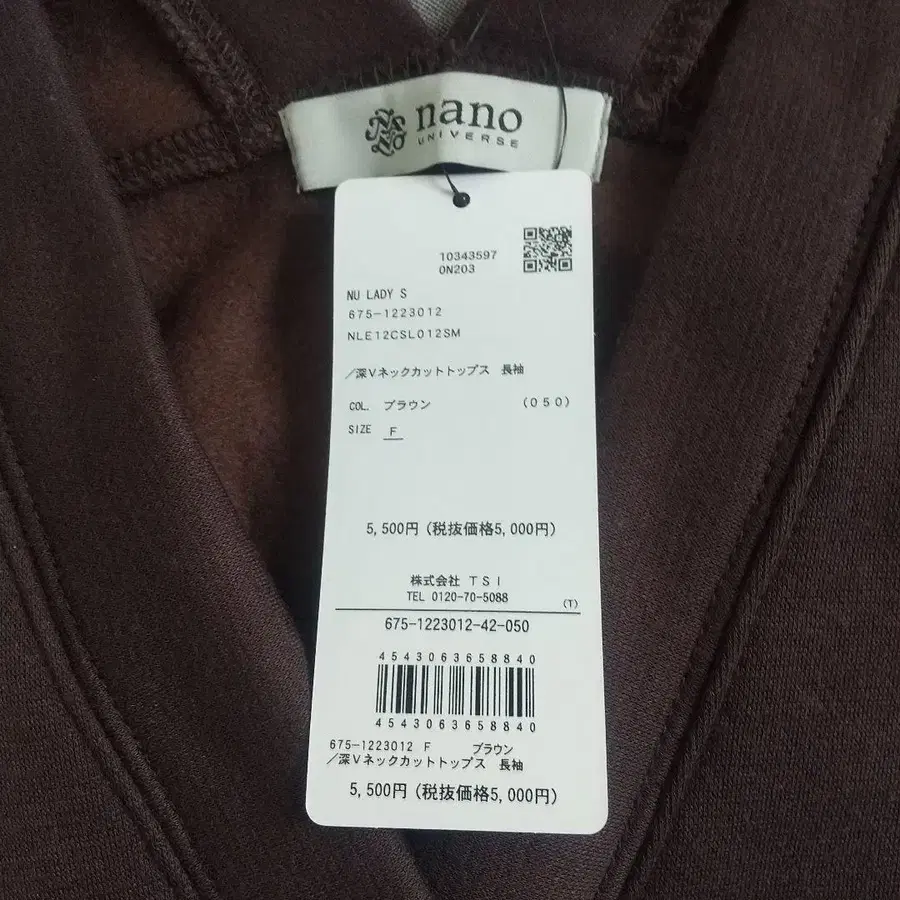 nano
UNIVERSE
10343597
0N203
NU LADY S
675-1223012
NLE12CSL012SM
/深Vネックカットトップス 長袖
COL. ブラウン (050)
SIZE F
5,500円 (税抜価格5,000円)
株式会社 TSI
TEL 0120-70-5088
(T)
675-1223012-42-050
4543063658840
4543063658840
675-1223012 F ブラウン
/深Vネックカットトップス 長袖
5,500円 (税抜価格5,000円)